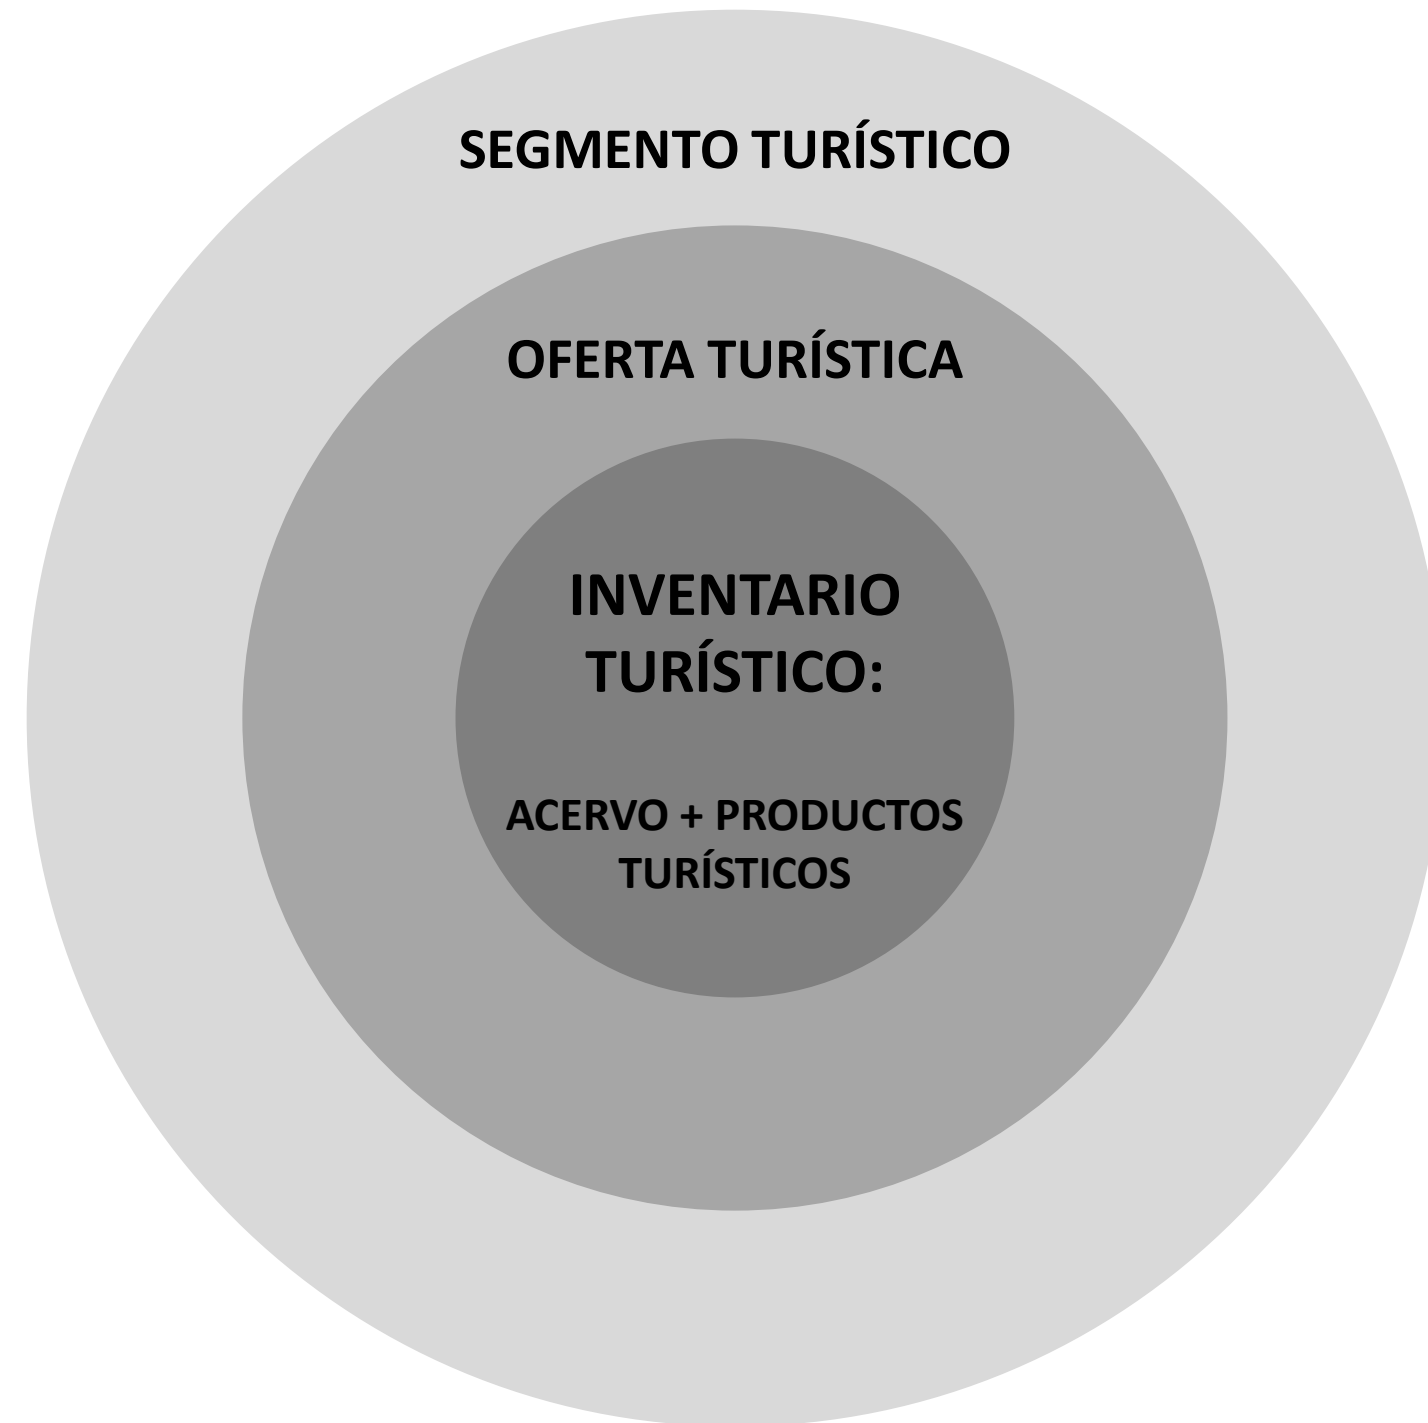 SEGMENTO TURÍSTICO
OFERTA TURÍSTICA
INVENTARIO
TURÍSTICO:
ACERVO + PRODUCTOS
TURÍSTICOS